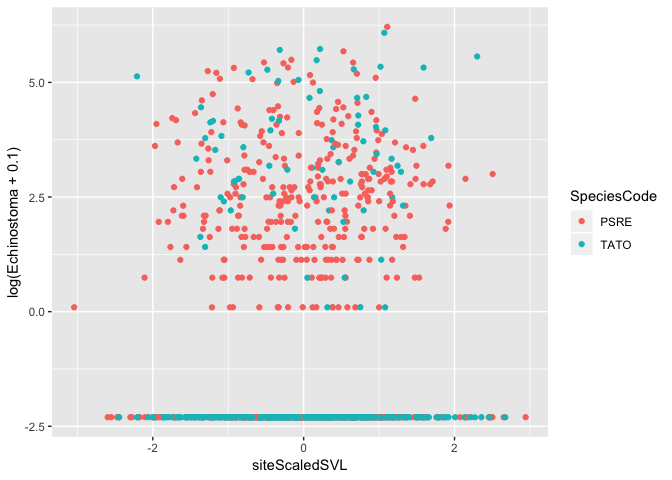 5.0
2.5
0.0
-2.5
log(Echinostoma + 0.1)
-2
0
2
siteScaledSVL
SpeciesCode
PSRE
TATO